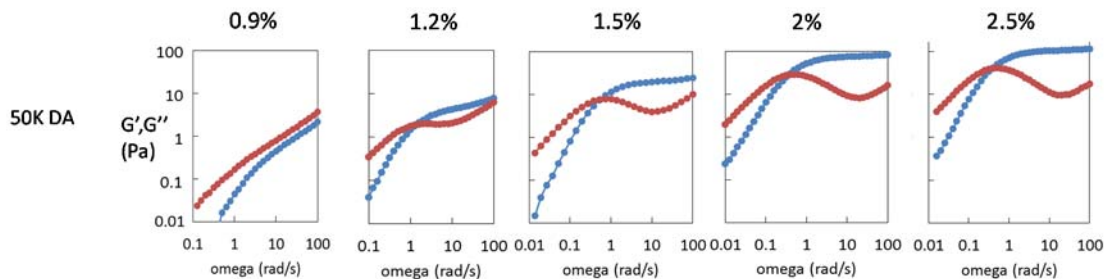 0.9% 1.2% 1.5% 2% 2.5%
50K DA
G′,G′′
(Pa)
100
10
1
0.1
0.01
0.1 1 10 100
0.1 1 10 100
0.01 0.1 1 10 100
0.01 0.1 1 10 100
0.01 0.1 1 10 100
omega (rad/s) omega (rad/s) omega (rad/s) omega (rad/s) omega (rad/s)